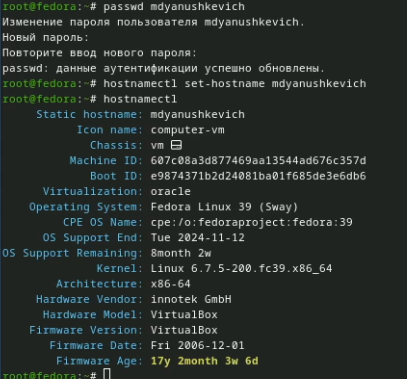 root@fedora:~# passwd mdyanushkevich
Изменение пароля пользователя mdyanushkevich.
Новый пароль:
Повторите ввод нового пароля:
passwd: данные аутентификации успешно обновлены.
root@fedora:~# hostnamectl set-hostname mdyanushkevich
root@fedora:~# hostnamectl
Static hostname: mdyanushkevich
Icon name: computer-vm
Chassis: vm 🖴
Machine ID: 607c08a3d877469aa13544ad676c357d
Boot ID: e9874371b2d24081ba01f685de3e6db6
Virtualization: oracle
Operating System: Fedora Linux 39 (Sway)
CPE OS Name: cpe:/o:fedoraproject:fedora:39
OS Support End: Tue 2024-11-12
OS Support Remaining: 8month 2w
Kernel: Linux 6.7.5-200.fc39.x86_64
Architecture: x86-64
Hardware Vendor: innotek GmbH
Hardware Model: VirtualBox
Firmware Version: VirtualBox
Firmware Date: Fri 2006-12-01
Firmware Age: 17y 2month 3w 6d
root@fedora:~#